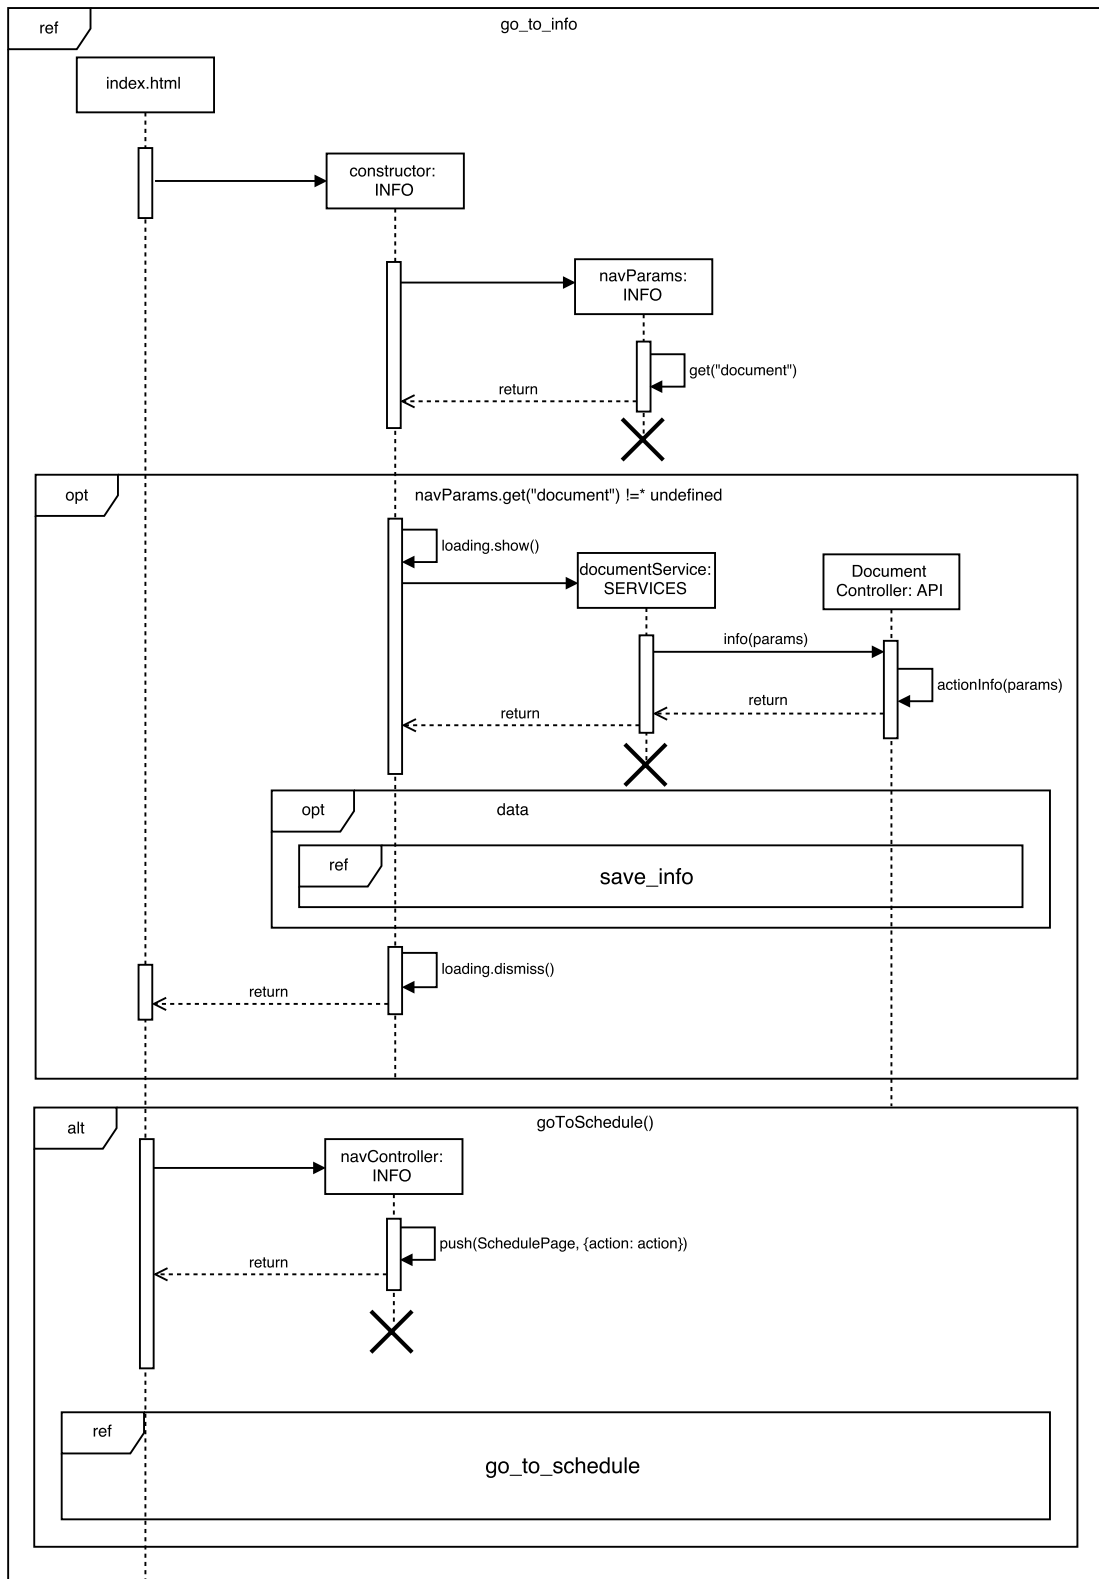 ref
go_to_info
index.html
constructor:
INFO
navParams:
INFO
get("document")
return
opt
navParams.get("document") !=* undefined
loading.show()
documentService:
SERVICES
Document
Controller: API
info(params)
actionInfo(params)
return
return
opt
data
ref
save_info
loading.dismiss()
return
alt
goToSchedule()
navController:
INFO
push(SchedulePage, {action: action})
return
ref
go_to_schedule